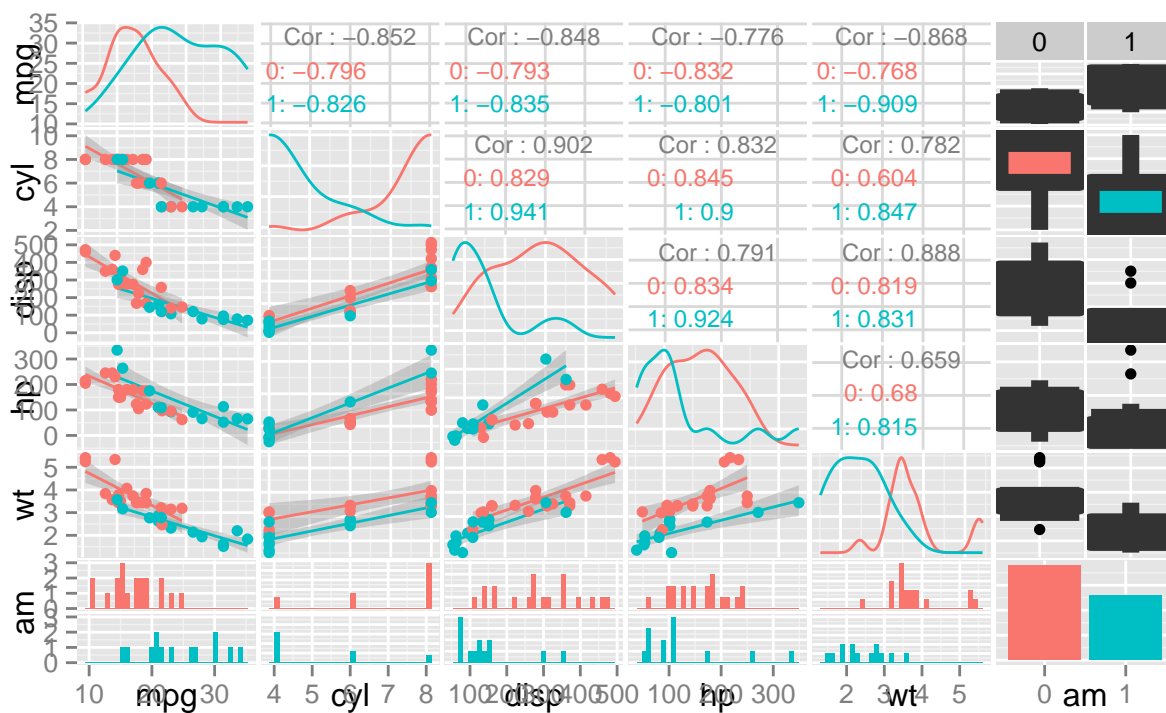 35
30
25
20
15
10
mpg
Cor : −0.852
0: −0.796
1: −0.826
Cor : −0.848
0: −0.793
1: −0.835
Cor : −0.776
0: −0.832
1: −0.801
Cor : −0.868
0: −0.768
1: −0.909
0
1
8
6
4
2
cyl
Cor : 0.902
0: 0.829
1: 0.941
Cor : 0.832
0: 0.845
1: 0.9
Cor : 0.782
0: 0.604
1: 0.847
500
100
0
disp
Cor : 0.791
0: 0.834
1: 0.924
Cor : 0.888
0: 0.819
1: 0.831
300
200
100
0
hp
Cor : 0.659
0: 0.68
1: 0.815
5
4
3
2
1
wt
3
0
3
2
1
0
am
10 20 30
mpg
4 5 6 7 8
cyl
100 200 300 400 500
disp
0 100 200 300
hp
2 3 4 5
wt
0 1
am